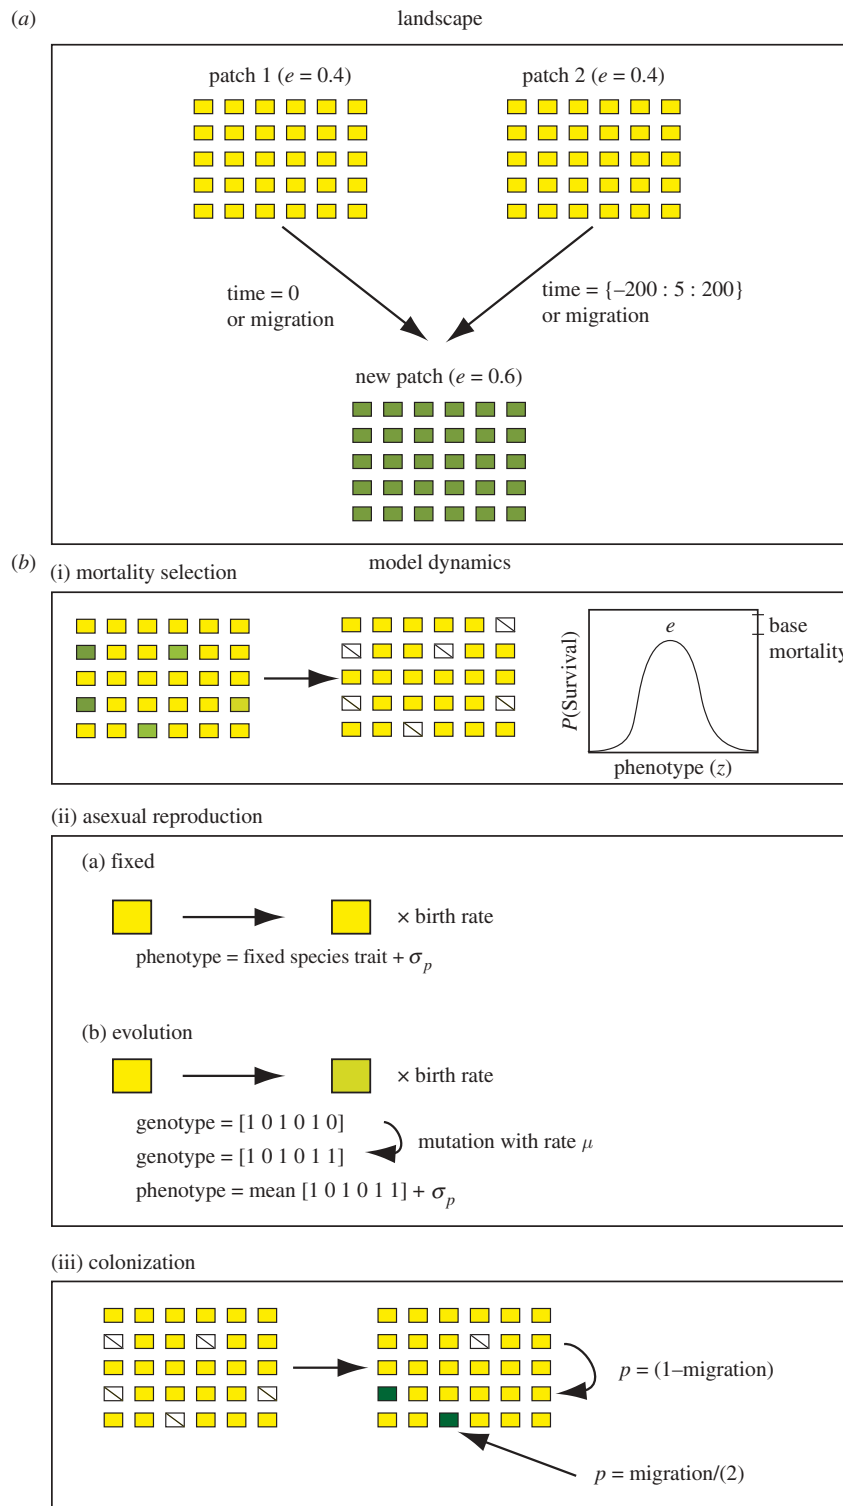 (a) landscape
patch 1 (e = 0.4) patch 2 (e = 0.4)
time = 0
or migration
time = {–200 : 5 : 200}
or migration
new patch (e = 0.6)
(b) model dynamics
(i) mortality selection
P(Survival)
e
base
mortality
phenotype (z)
(ii) asexual reproduction
(a) fixed
× birth rate
phenotype = fixed species trait + σp
(b) evolution
× birth rate
genotype = [1 0 1 0 1 0]
genotype = [1 0 1 0 1 1]
mutation with rate μ
phenotype = mean [1 0 1 0 1 1] + σp
(iii) colonization
p = (1–migration)
p = migration/(2)